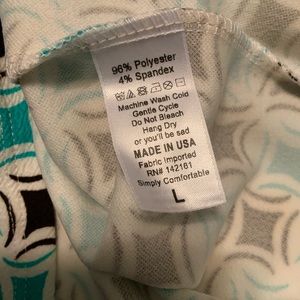 96% Polyester
4% Spandex
Machine Wash Cold
Gentle Cycle
Do Not Bleach
Hang Dry
or you'll be sad
MADE IN USA
Fabric Imported
RN# 142161
Simply Comfortable
L